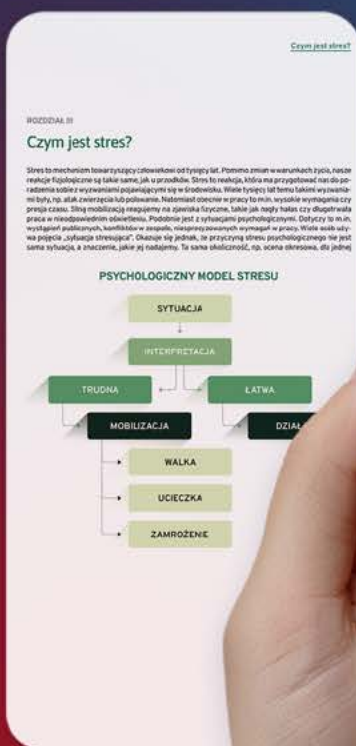 Czym jest stres?
ROZDZIAŁ III
Czym jest stres?
Stres to mechanizm towarzyszący człowiekowi od tysięcy lat. Pomimo zmian w warunkach życia, nasze
reakcje fizjologiczne są takie same, jak u przodków. Stres to reakcja, która ma przygotować nas do po-
radzenia sobie z wyzwaniami pojawiającymi się w środowisku. Wiele tysięcy lat temu takimi wyzwania-
mi były, np. atak zwierzęcia lub polowanie. Natomiast obecnie w pracy to m.in. wysokie wymagania czy
presja czasu. Silną mobilizacją reagujemy na zjawiska fizyczne, takie jak nagły hałas czy długotrwała
praca w nieodpowiednim oświetleniu. Podobnie jest z sytuacjami psychologicznymi. Dotyczy to m.in.
wystąpień publicznych, konfliktów w zespole, niesprecyzowanych wymagań w pracy. Wiele osób uży-
wa pojęcia „sytuacja stresująca”. Okazuje się jednak, że przyczyną stresu psychologicznego nie jest
sama sytuacja, a znaczenie, jakie jej nadajemy. Ta sama okoliczność, np. ocena okresowa, dla jednej
PSYCHOLOGICZNY MODEL STRESU
SYTUACJA
INTERPRETACJA
TRUDNA
ŁATWA
MOBILIZACJA
DZIAŁ
WALKA
UCIECZKA
ZAMROŻENIE